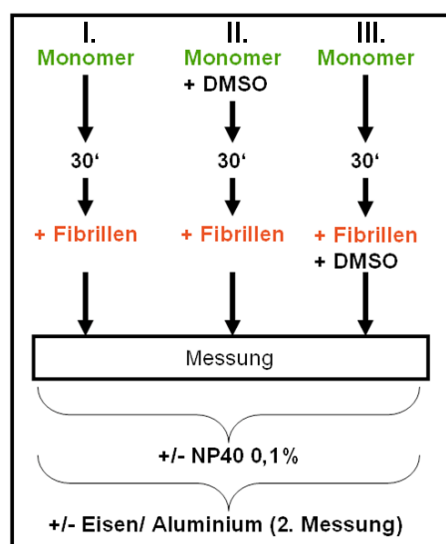 I. II. III.
Monomer Monomer Monomer
+ DMSO
30‘ 30‘ 30‘
+ Fibrillen + Fibrillen + Fibrillen
+ DMSO
Messung
+/- NP40 0,1%
+/- Eisen/ Aluminium (2. Messung)